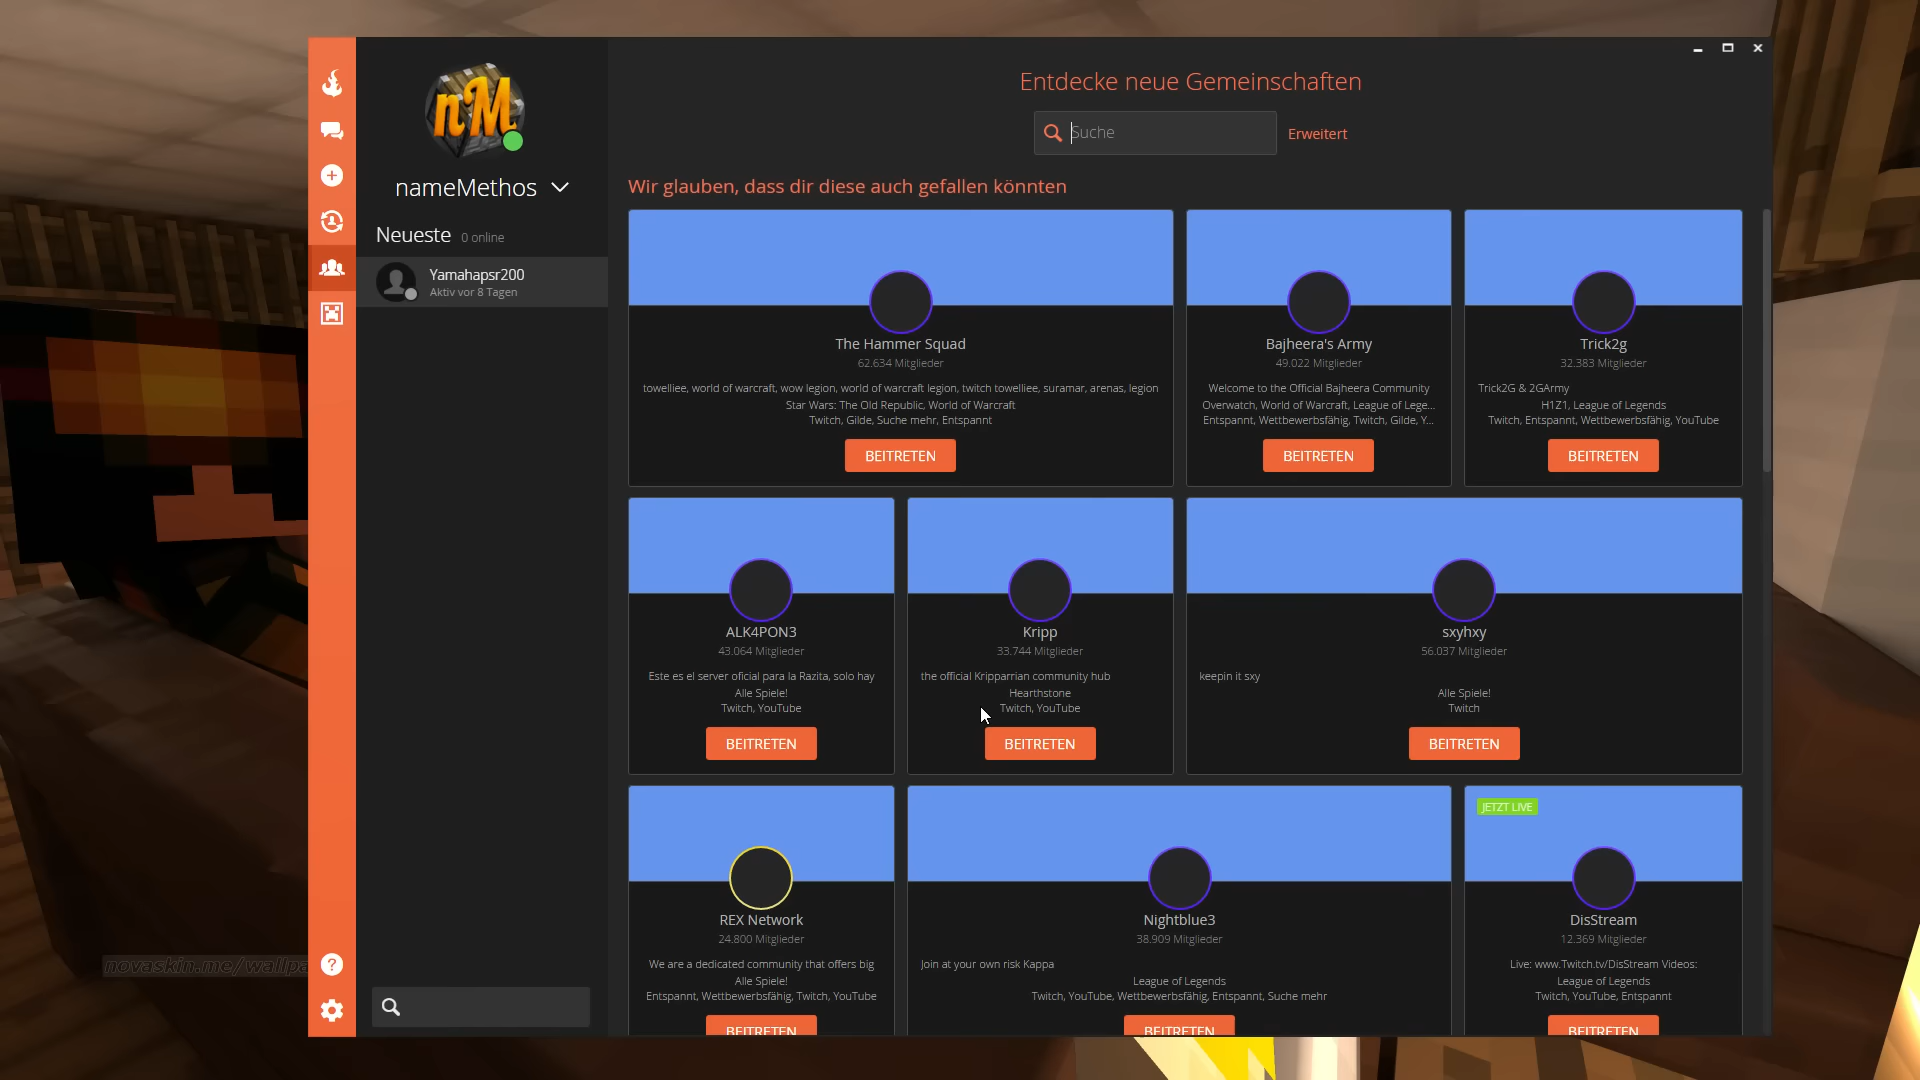 Entdecke neue Gemeinschaften
Suche
Erweitert
nM
nameMethos
Neueste 0 online
Yamahapsr200
Aktiv vor 8 Tagen
Wir glauben, dass dir diese auch gefallen könnten
The Hammer Squad
62.634 Mitglieder
towelliee, world of warcraft, wow legion, world of warcraft legion, twitch towelliee, suramar, arenas, legion
Star Wars: The Old Republic, World of Warcraft
Twitch, Gilde, Suche mehr, Entspannt
BEITRETEN
Bajheera's Army
49.022 Mitglieder
Welcome to the Official Bajheera Community
Overwatch, World of Warcraft, League of Lege...
Entspannt, Wettbewerbsfähig, Twitch, Gilde, Y...
BEITRETEN
Trick2g
32.383 Mitglieder
Trick2G & 2GArmy
H1Z1, League of Legends
Twitch, Entspannt, Wettbewerbsfähig, YouTube
BEITRETEN
ALK4PON3
43.064 Mitglieder
Este es el server oficial para la Razita, solo hay
Alle Spiele!
Twitch, YouTube
BEITRETEN
Kripp
33.744 Mitglieder
the official Kripparrian community hub
Hearthstone
Twitch, YouTube
BEITRETEN
sxyhxy
56.037 Mitglieder
keepin it sxy
Alle Spiele!
Twitch
BEITRETEN
REX Network
24.800 Mitglieder
We are a dedicated community that offers big
Alle Spiele!
Entspannt, Wettbewerbsfähig, Twitch, YouTube
BEITRETEN
Nightblue3
38.909 Mitglieder
Join at your own risk Kappa
League of Legends
Twitch, YouTube, Wettbewerbsfähig, Entspannt, Suche mehr
BEITRETEN
JETZT LIVE
DisStream
12.369 Mitglieder
Live: www.Twitch.tv/DisStream Videos:
League of Legends
Twitch, YouTube, Entspannt
BEITRETEN
novaskin.me/wallpa